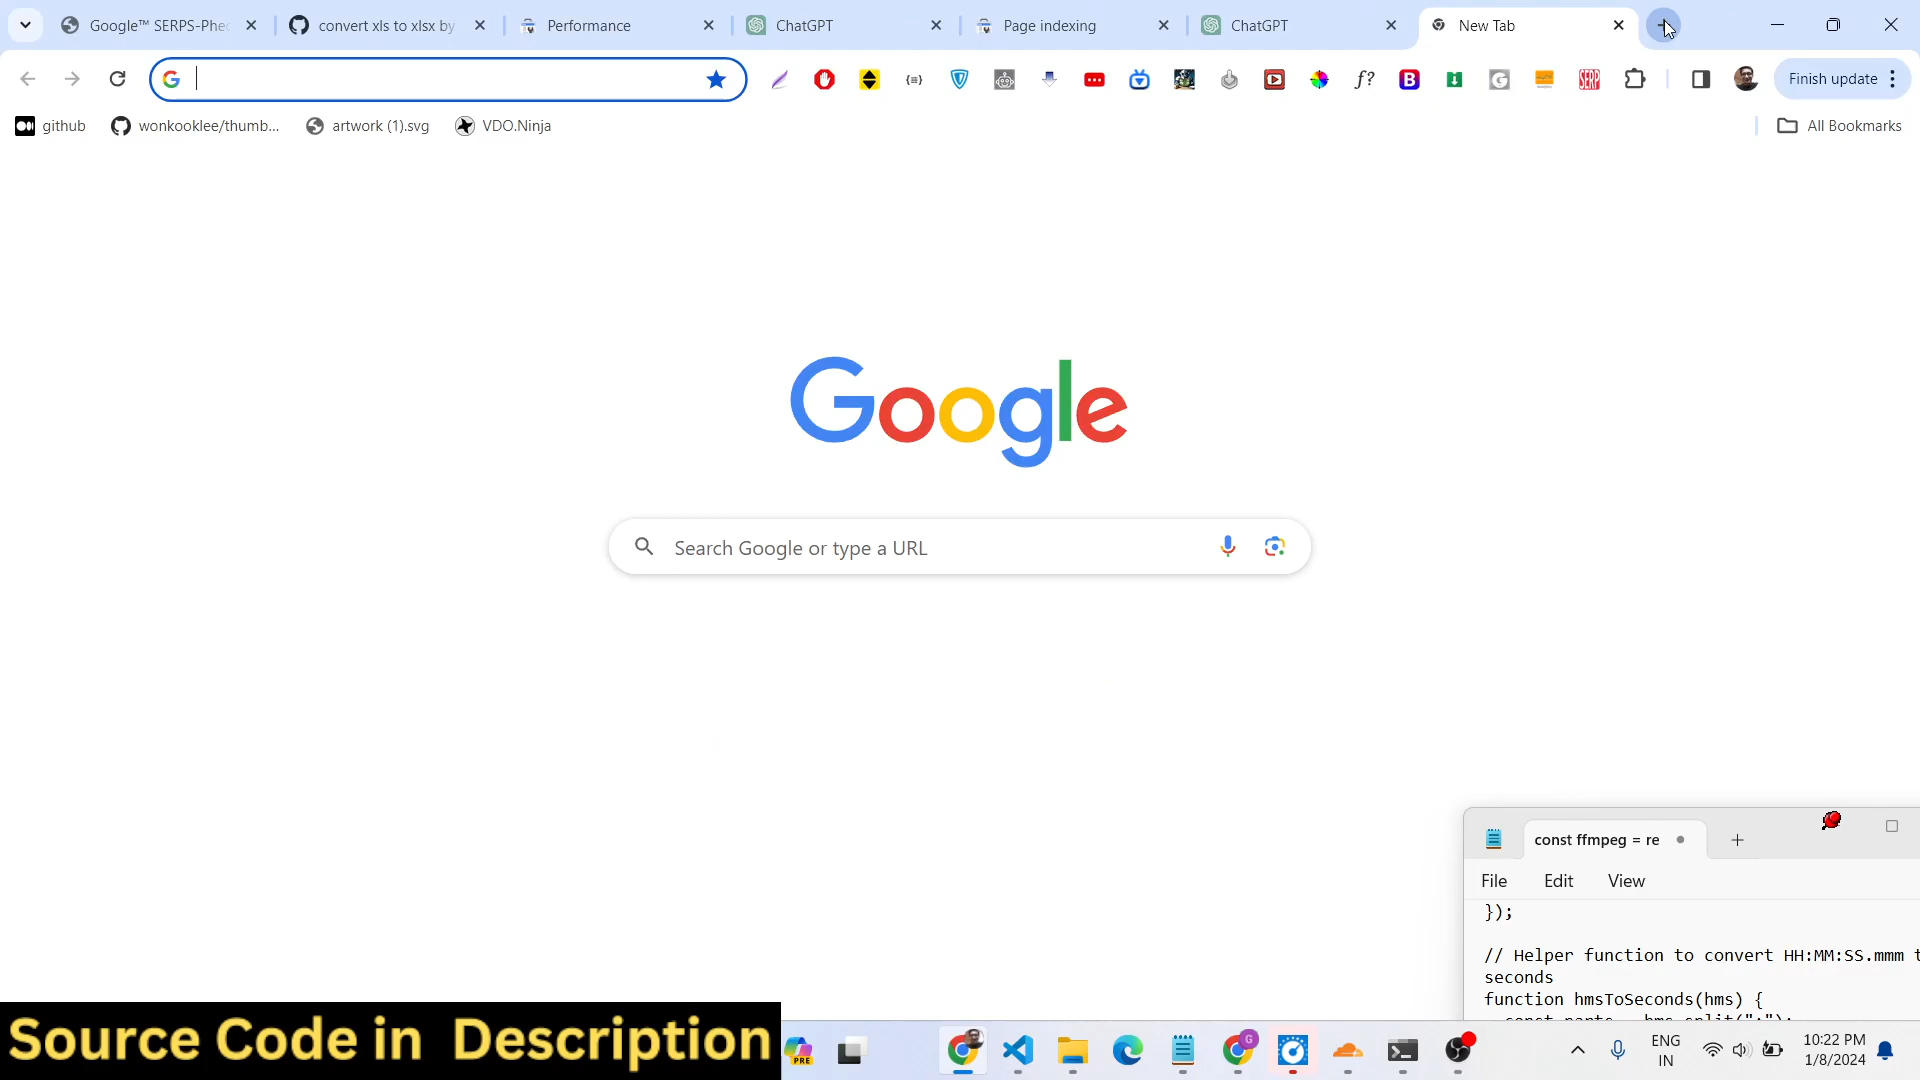 Google™ SERPS-Phe
convert xls to xlsx by
Performance
ChatGPT
Page indexing
ChatGPT
New Tab
Finish update
github
wonkooklee/thumb...
artwork (1).svg
VDO.Ninja
All Bookmarks
Google
Search Google or type a URL
const ffmpeg = re
File Edit View
});
// Helper function to convert HH:MM:SS.mmm t
seconds
function hmsToSeconds(hms) {
Source Code in Description
PRE
ENG
IN
10:22 PM
1/8/2024